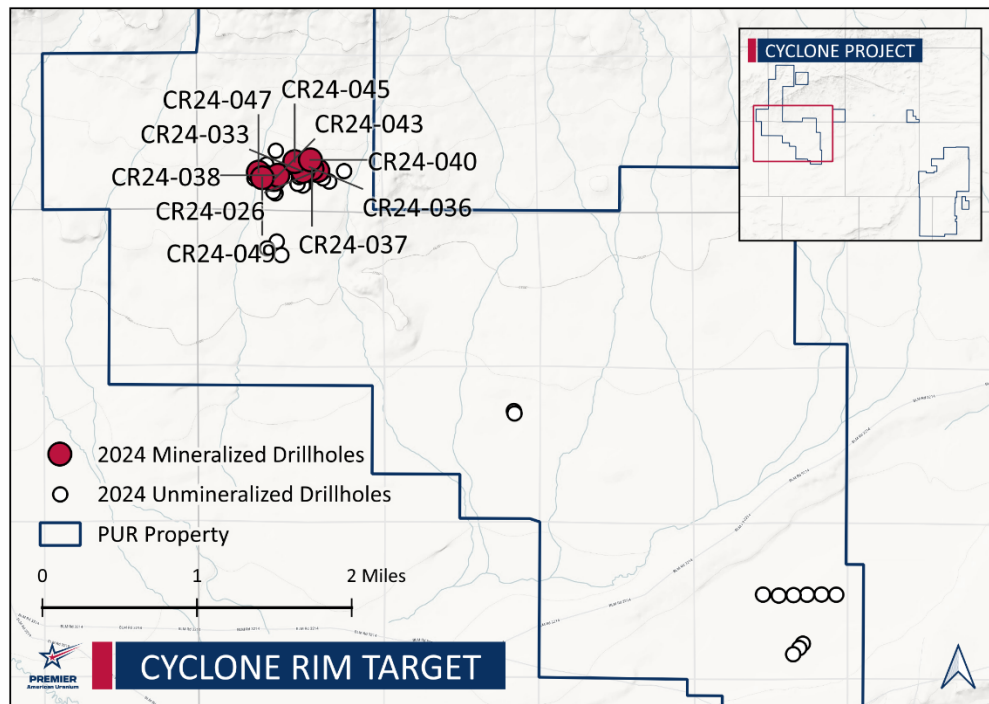 CYCLONE PROJECT
CR24-045
CR24-047
CR24-043
CR24-033
CR24-040
CR24-038
CR24-036
CR24-026
CR24-037
CR24-049
2024 Mineralized Drillholes
2024 Unmineralized Drillholes
PUR Property
0 1 2 Miles
CYCLONE RIM TARGET
PREMIER
American Uranium